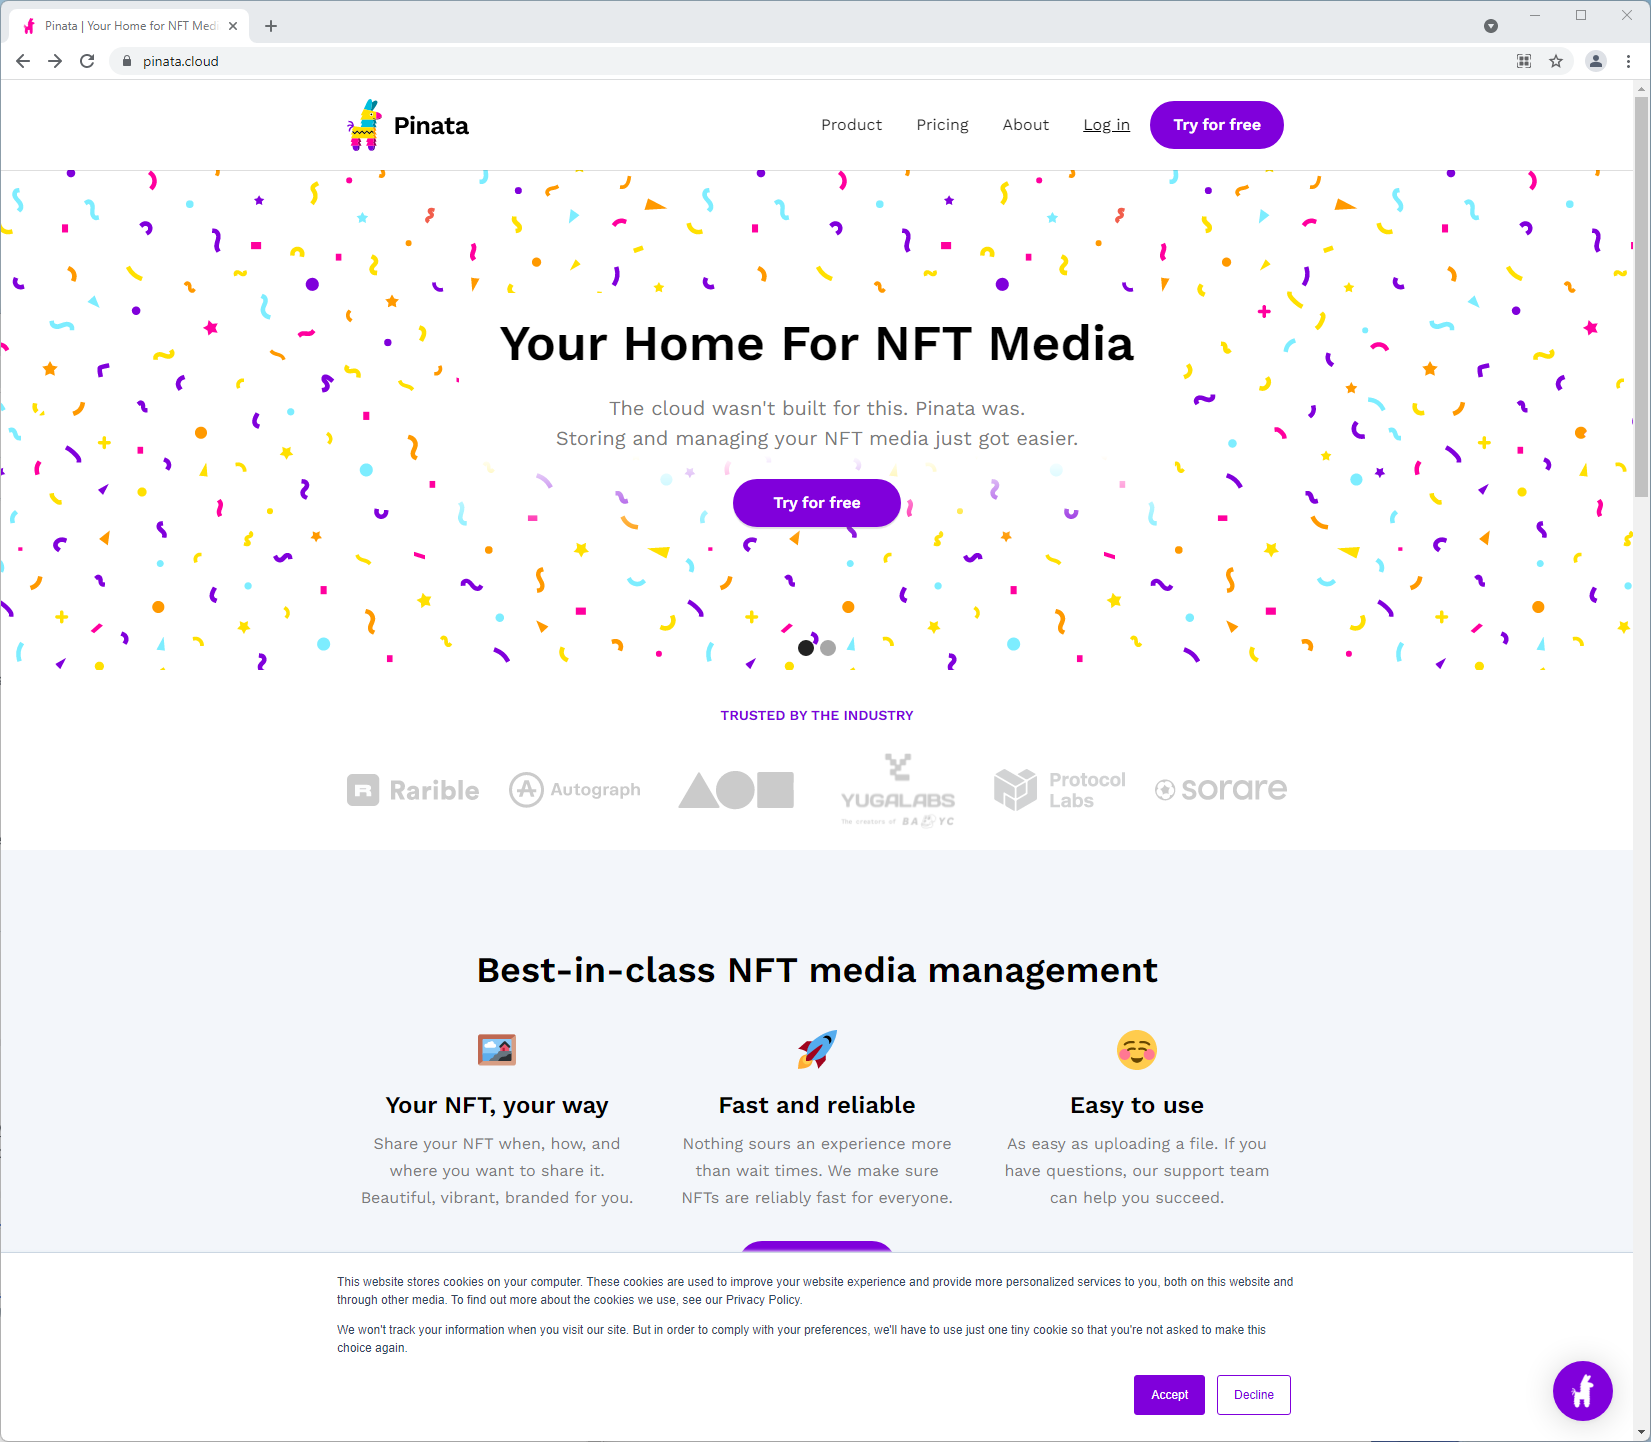 Pinata | Your Home for NFT Medi
pinata.cloud
Pinata
Product
Pricing
About
Log in
Try for free
Your Home For NFT Media
The cloud wasn't built for this. Pinata was.
Storing and managing your NFT media just got easier.
Try for free
TRUSTED BY THE INDUSTRY
Rarible
Autograph
YUGALABS
The creators of BAYC
Protocol
Labs
sorare
Best-in-class NFT media management
Your NFT, your way
Share your NFT when, how, and
where you want to share it.
Beautiful, vibrant, branded for you.
Fast and reliable
Nothing sours an experience more
than wait times. We make sure
NFTs are reliably fast for everyone.
Easy to use
As easy as uploading a file. If you
have questions, our support team
can help you succeed.
This website stores cookies on your computer. These cookies are used to improve your website experience and provide more personalized services to you, both on this website and
through other media. To find out more about the cookies we use, see our Privacy Policy.
We won't track your information when you visit our site. But in order to comply with your preferences, we'll have to use just one tiny cookie so that you're not asked to make this
choice again.
Accept
Decline